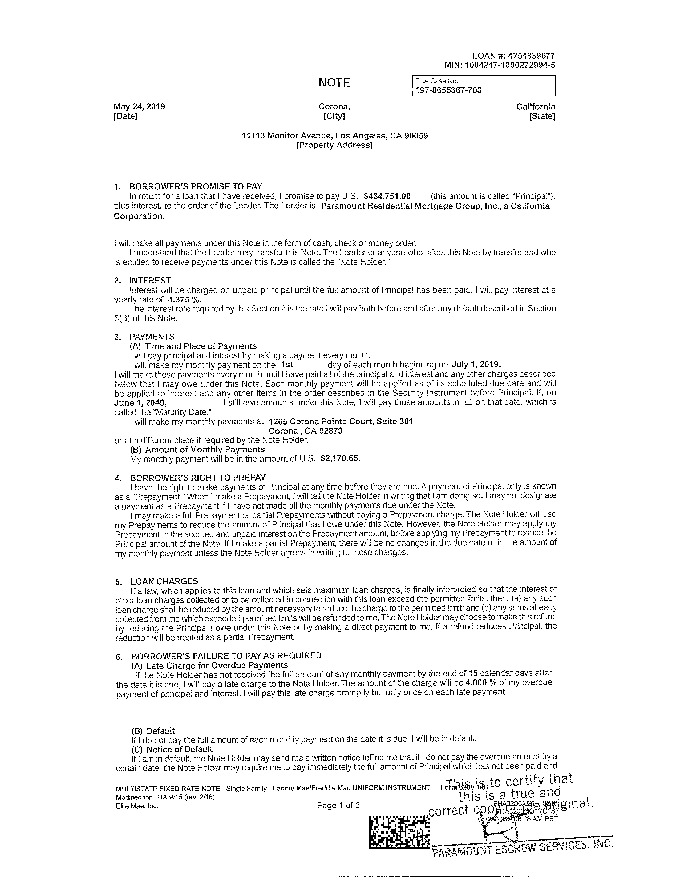 LOAN #:
MIN:
NOTE
May 24, 2019
Corona,
California
[Date]
[City]
[State]
Monitor Avenue, Los Angeles, CA
[Property Address]
1. BORROWER'S PROMISE TO PAY
In return for a loan that I have received, I promise to pay U.S. (this amount is called "Principal"),
plus interest, to the order of the Lender. The Lender is Paramount Residential Mortgage Group, Inc., a California
Corporation.
I will make all payments under this Note in the form of cash, check or money order.
I understand that the Lender may transfer this Note. The Lender or anyone who takes this Note by transfer and who
is entitled to receive payments under this Note is called the "Note Holder."
2. INTEREST
Interest will be charged on unpaid principal until the full amount of Principal has been paid. I will pay interest at a
yearly rate of 4.375 %.
The interest rate required by this Section 2 is the rate I will pay both before and after any default described in Section
of this Note.
3. PAYMENTS
(A) Time and Place of Payments
I will pay principal and interest by making a payment every month.
I will make my monthly payment on the 1st day of each month beginning on July 1, 2019.
I will make these payments every month until I have paid all of the principal and interest and any other charges described
below that I may owe under this Note. Each monthly payment will be applied as of its scheduled due date and will
be applied to interest and any other items in the order described in the Security Instrument before Principal. If, on
June 1, I still owe amounts under this Note, I will pay those amounts in full on that date, which is
called the "Maturity Date."
I will make my monthly payments at 1265 Corona Pointe Court, Suite 301
Corona, CA
or at a different place if required by the Note Holder.
(B) Amount of Monthly Payments
My monthly payment will be in the amount of U.S. $2,170.65.
4. BORROWER'S RIGHT TO PREPAY
I have the right to make payments of Principal at any time before they are due. A payment of Principal only is known
as a "Prepayment." When I make a Prepayment, I will tell the Note Holder in writing that I am doing so. I may not designate
a payment as a Prepayment if I have not made all the monthly payments due under the Note.
I may make a full Prepayment or partial Prepayments without paying a Prepayment charge. The Note Holder will use
my Prepayments to reduce the amount of Principal that I owe under this Note. However, the Note Holder may apply my
Prepayment to the accrued and unpaid interest on the Prepayment amount, before applying my Prepayment to reduce the
Principal amount of the Note. If I make a partial Prepayment, there will be no changes in the due date or in the amount of
my monthly payment unless the Note Holder agrees in writing to those changes.
5. LOAN CHARGES
If a law, which applies to this loan and which sets maximum loan charges, is finally interpreted so that the interest or
other loan charges collected or to be collected in connection with this loan exceed the permitted limits, then: (a) any such
loan charge shall be reduced by the amount necessary to reduce the charge to the permitted limit; and (b) any sums already
collected from me which exceeded permitted limits will be refunded to me. The Note Holder may choose to make this refund
by reducing the Principal I owe under this Note or by making a direct payment to me. If a refund reduces Principal, the
reduction will be treated as a partial Prepayment.
6. BORROWER'S FAILURE TO PAY AS REQUIRED
(A) Late Charge for Overdue Payments
If the Note Holder has not received the full amount of any monthly payment by the end of 15 calendar days after
the date it is due, I will pay a late charge to the Note Holder. The amount of the charge will be 4.000 % of my overdue
payment of principal and interest. I will pay this late charge promptly but only once on each late payment.
(B) Default
If I do not pay the full amount of each monthly payment on the date it is due, I will be in default.
(C) Notice of Default
If I am in default, the Note Holder may send me a written notice telling me that if I do not pay the overdue amount by a
certain date, the Note Holder may require me to pay immediately the full amount of Principal which has not been paid and
MULTISTATE FIXED RATE NOTE Single Family Fannie Mae/Freddie Mac UNIFORM INSTRUMENT
Ellie Mae, Inc.
Page 1 of 2
This is to certify that
this is a true and
correct copy of the original.
PARAMOUNT ESCROW SERVICES, INC.